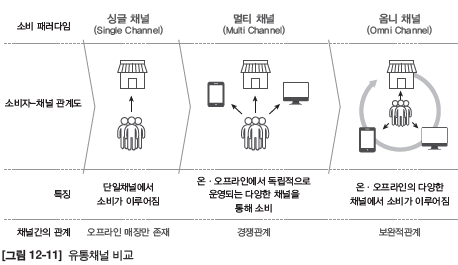 소비 패러다임
싱글 채널
(Single Channel)
멀티 채널
(Multi Channel)
옴니 채널
(Omni Channel)
소비자-채널 관계도
특징
단일채널에서
소비가 이루어짐
온·오프라인에서 독립적으로
운영되는 다양한 채널을
통해 소비
온·오프라인의 다양한
채널에서 소비가 이루어짐
채널간의 관계
오프라인 매장만 존재
경쟁관계
보완적관계
[그림 12-11] 유통채널 비교